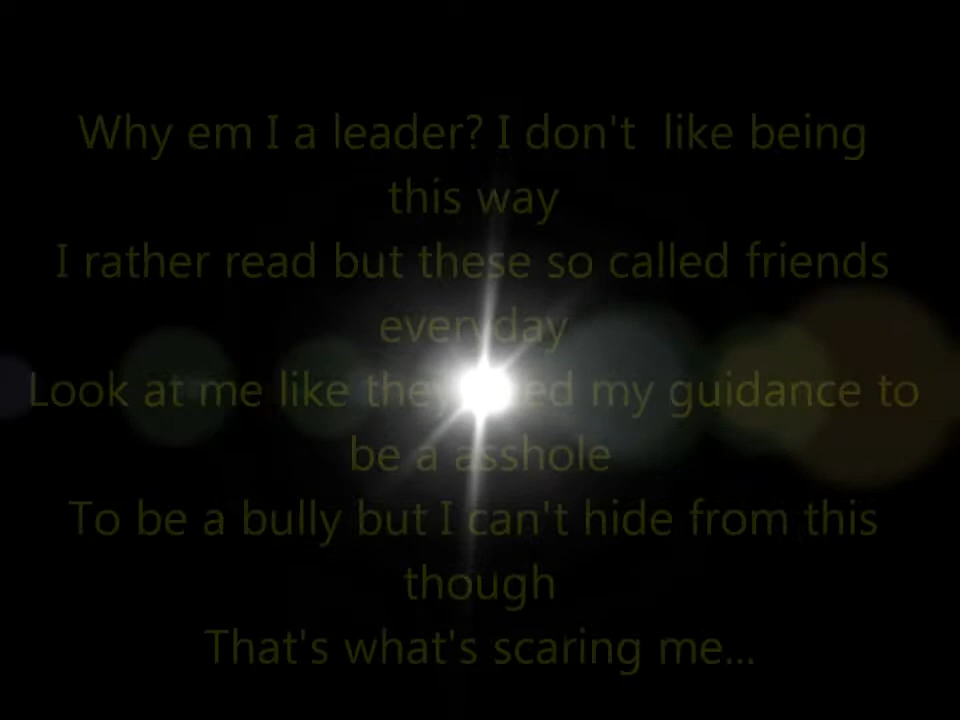 Why em I a leader? I don't like being
this way
I rather read but these so called friends
everyday
Look at me like they need my guidance to
be a asshole
To be a bully but I can't hide from this
though
That's what's scaring me...